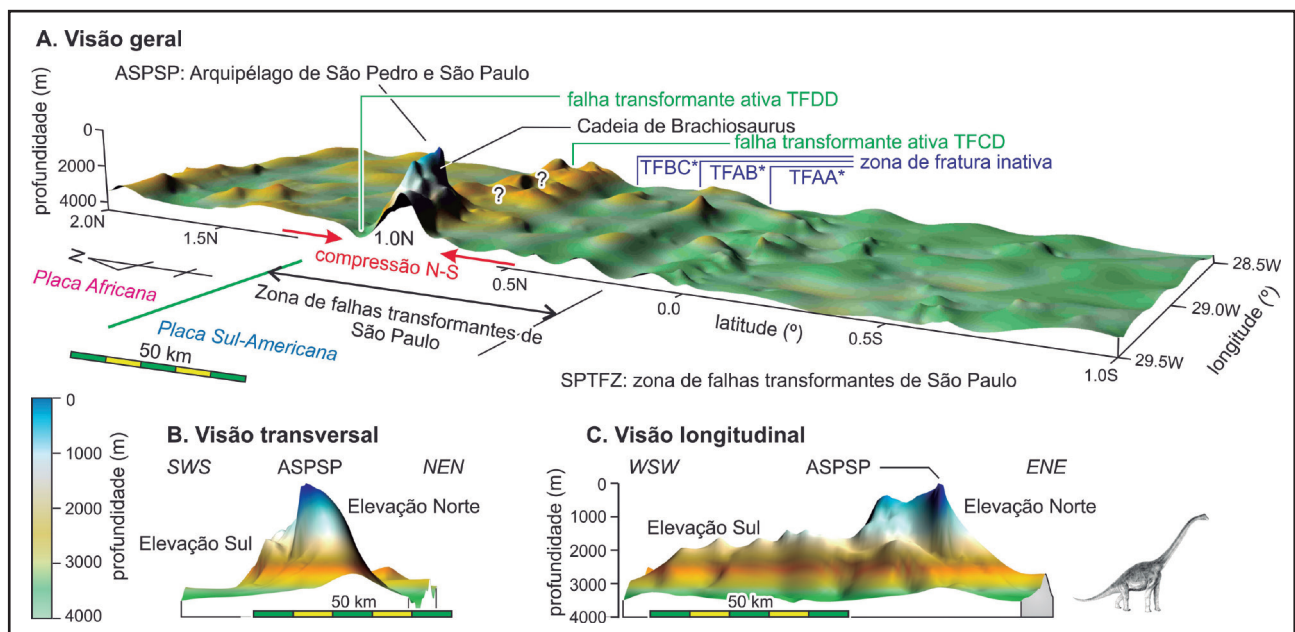 A. Visão geral
ASPSP: Arquipélago de São Pedro e São Paulo
falha transformante ativa TFDD
Cadeia de Brachiosaurus
falha transformante ativa TFCD
TFBC*
TFAB*
TFAA*
zona de fratura inativa
profundidade (m)
0
2000
4000
2.0N
1.5N
1.0N
0.5N
0.0
0.5S
1.0S
latitude (º)
28.5W
29.0W
29.5W
longitude (º)
?
?
N
compressão N-S
Placa Africana
Placa Sul-Americana
Zona de falhas transformantes de
São Paulo
50 km
SPTFZ: zona de falhas transformantes de São Paulo
0
1000
2000
3000
4000
profundidade (m)
B. Visão transversal
SWS
ASPSP
NEN
Elevação Norte
Elevação Sul
50 km
C. Visão longitudinal
WSW
ASPSP
ENE
profundidade (m)
0
1000
2000
3000
4000
Elevação Sul
Elevação Norte
50 km